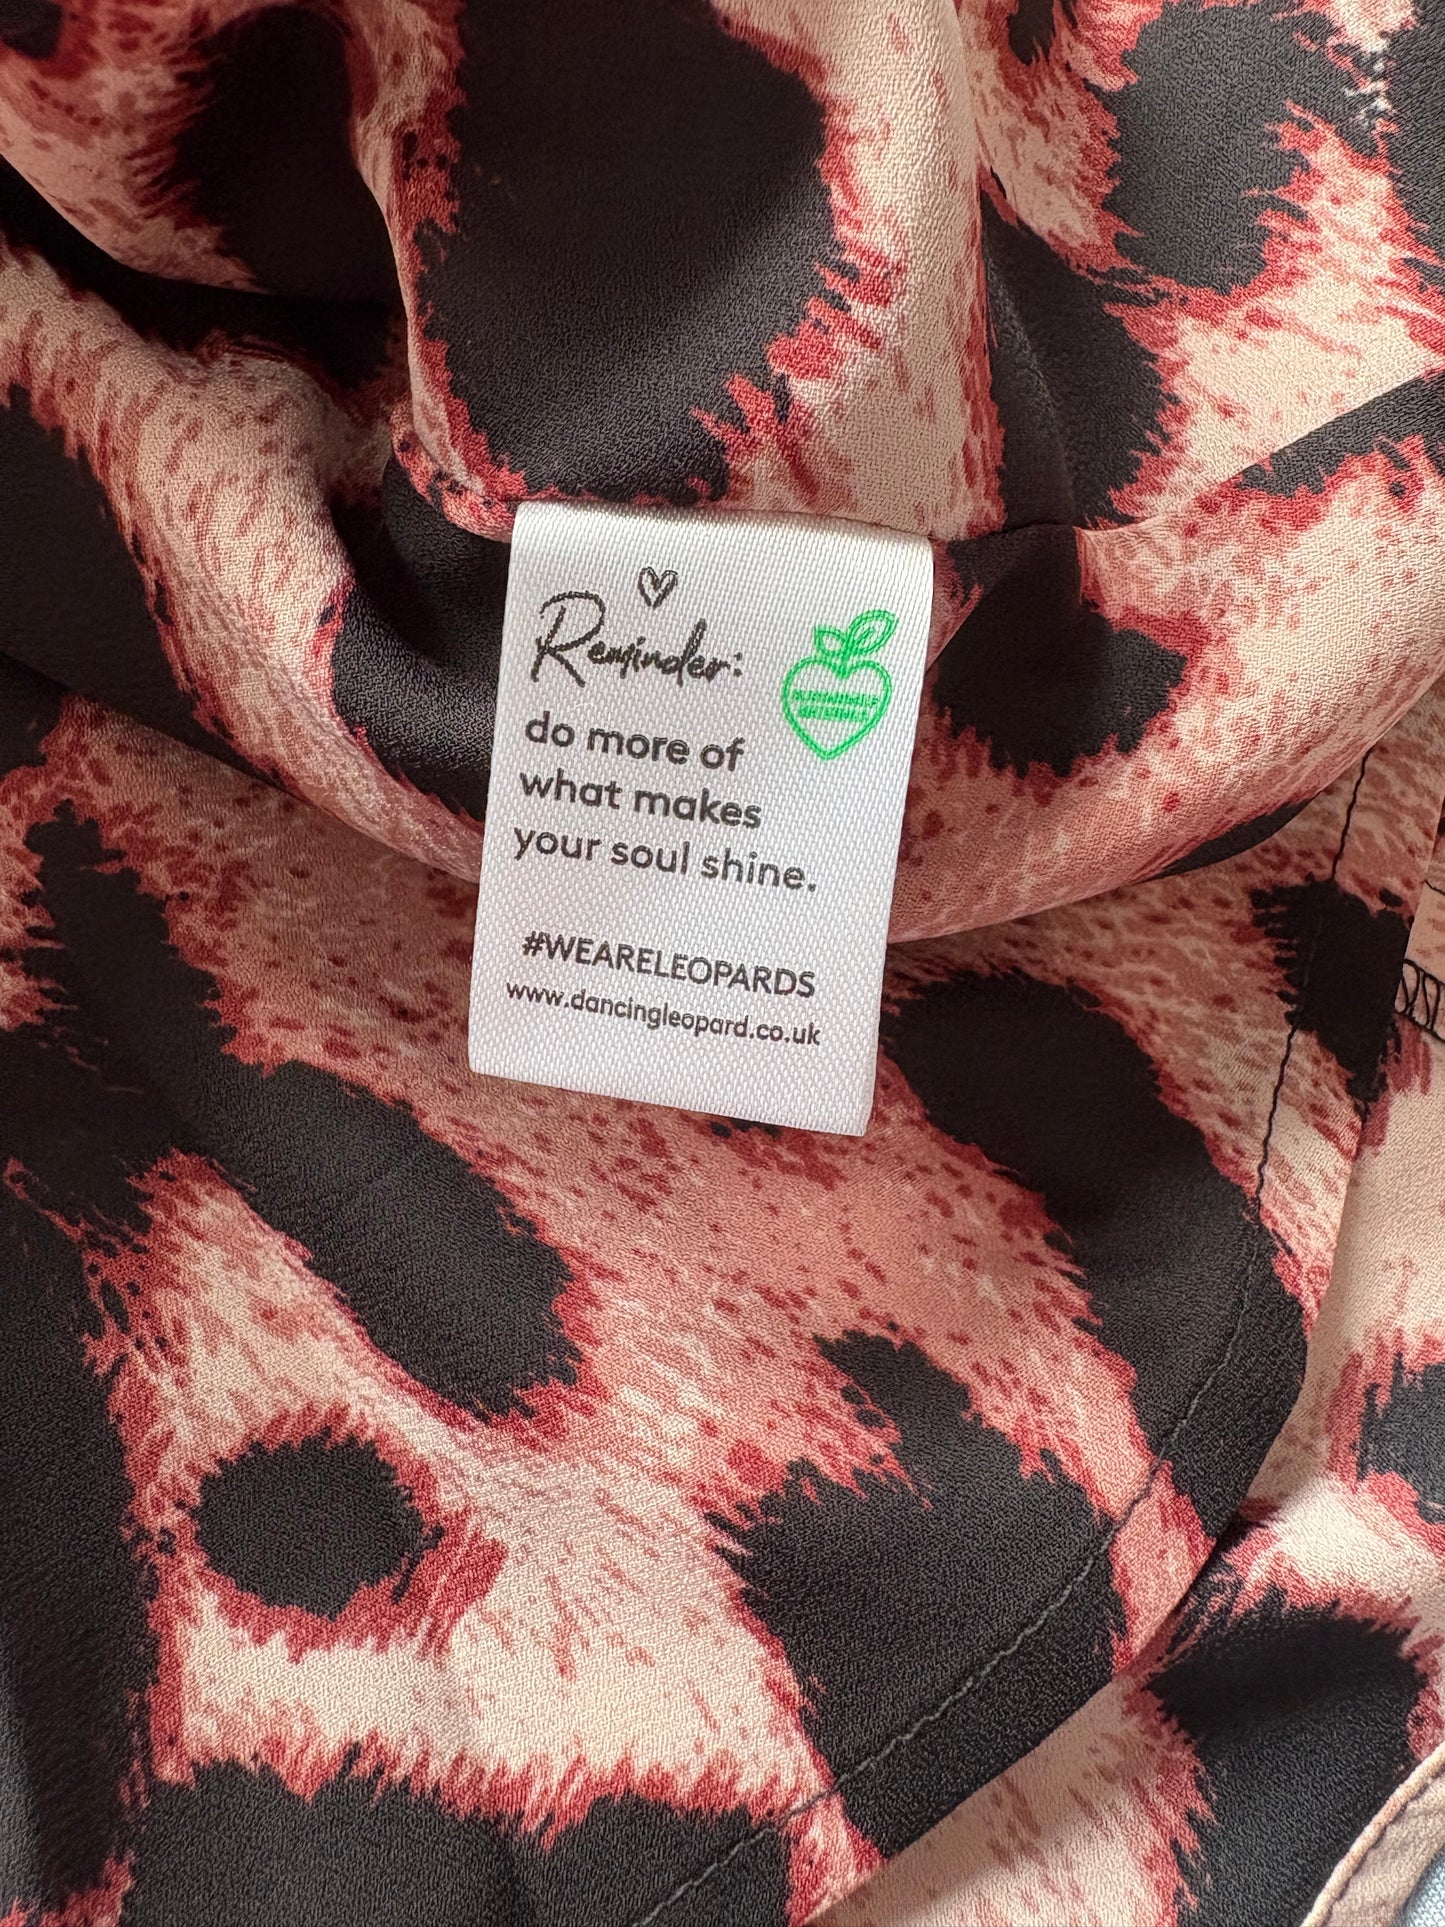 Reminder:
do more of
what makes
your soul shine.
#WEARELEOPARDS
www.dancingleopard.co.uk